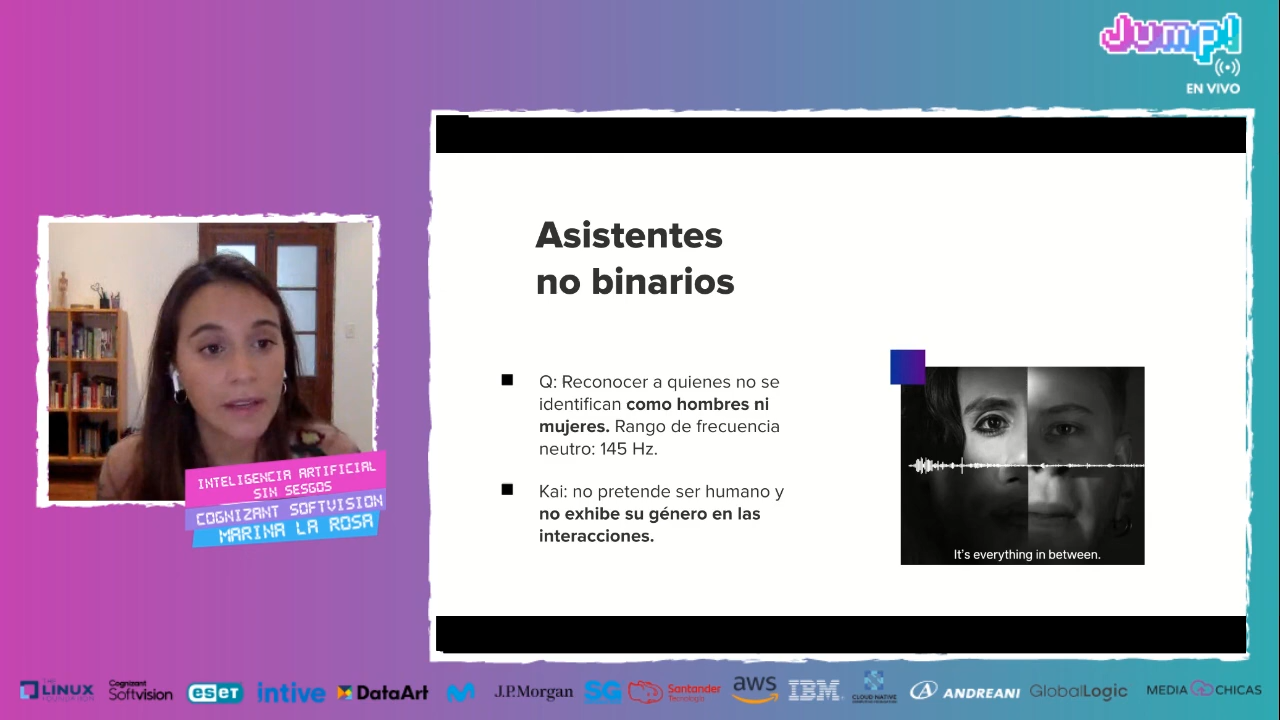 Jump!
EN VIVO
Asistentes
no binarios
Q: Reconocer a quienes no se
identifican como hombres ni
mujeres. Rango de frecuencia
neutro: 145 Hz.
Kai: no pretende ser humano y
no exhibe su género en las
interacciones.
It's everything in between.
INTELIGENCIA ARTIFICIAL
SIN SESGOS
COGNIZANT SOFTVISION
MARINA LA ROSA
THE LINUX FOUNDATION
Cognizant Softvision
eset
intive
DataArt
J.P.Morgan
SG
Santander Tecnología
aws
IBM
CLOUD NATIVE
ANDREANI
GlobalLogic
MEDIA CHICAS